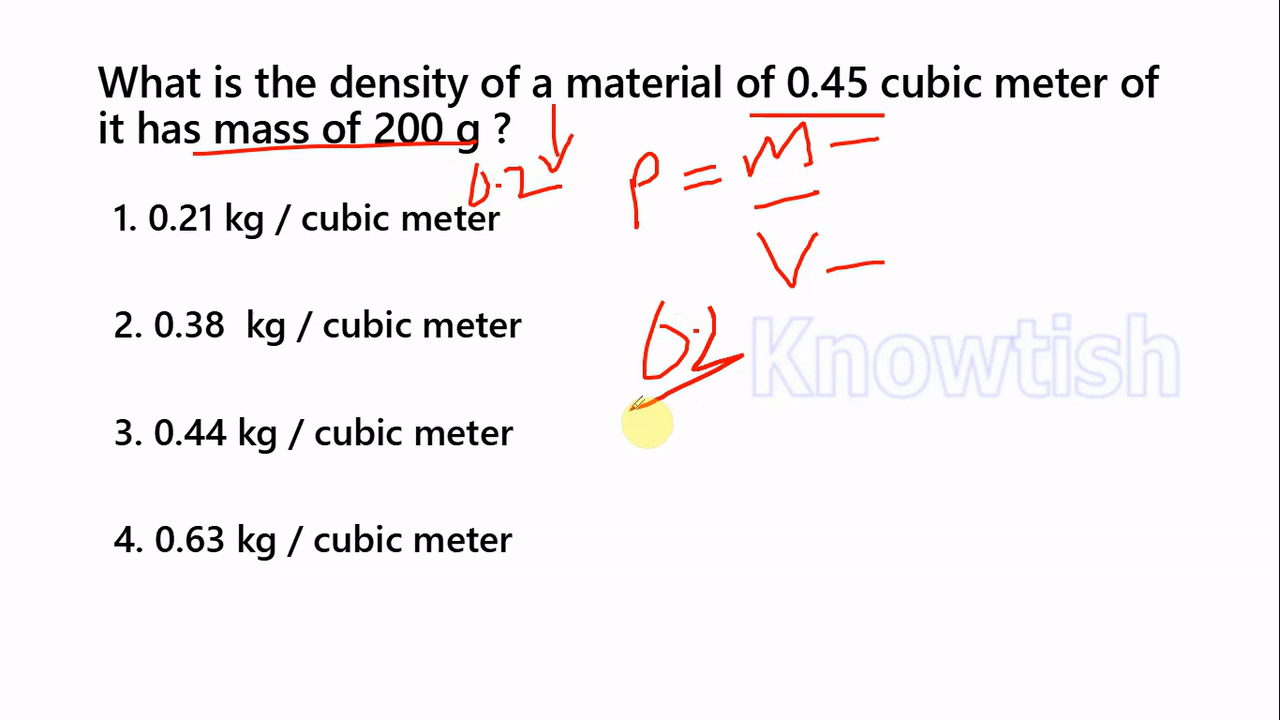 What is the density of a material of 0.45 cubic meter of
it has mass of 200 g ?
0.2
ρ = M
V
1. 0.21 kg / cubic meter
0.2
2. 0.38 kg / cubic meter
Knowtish
3. 0.44 kg / cubic meter
4. 0.63 kg / cubic meter